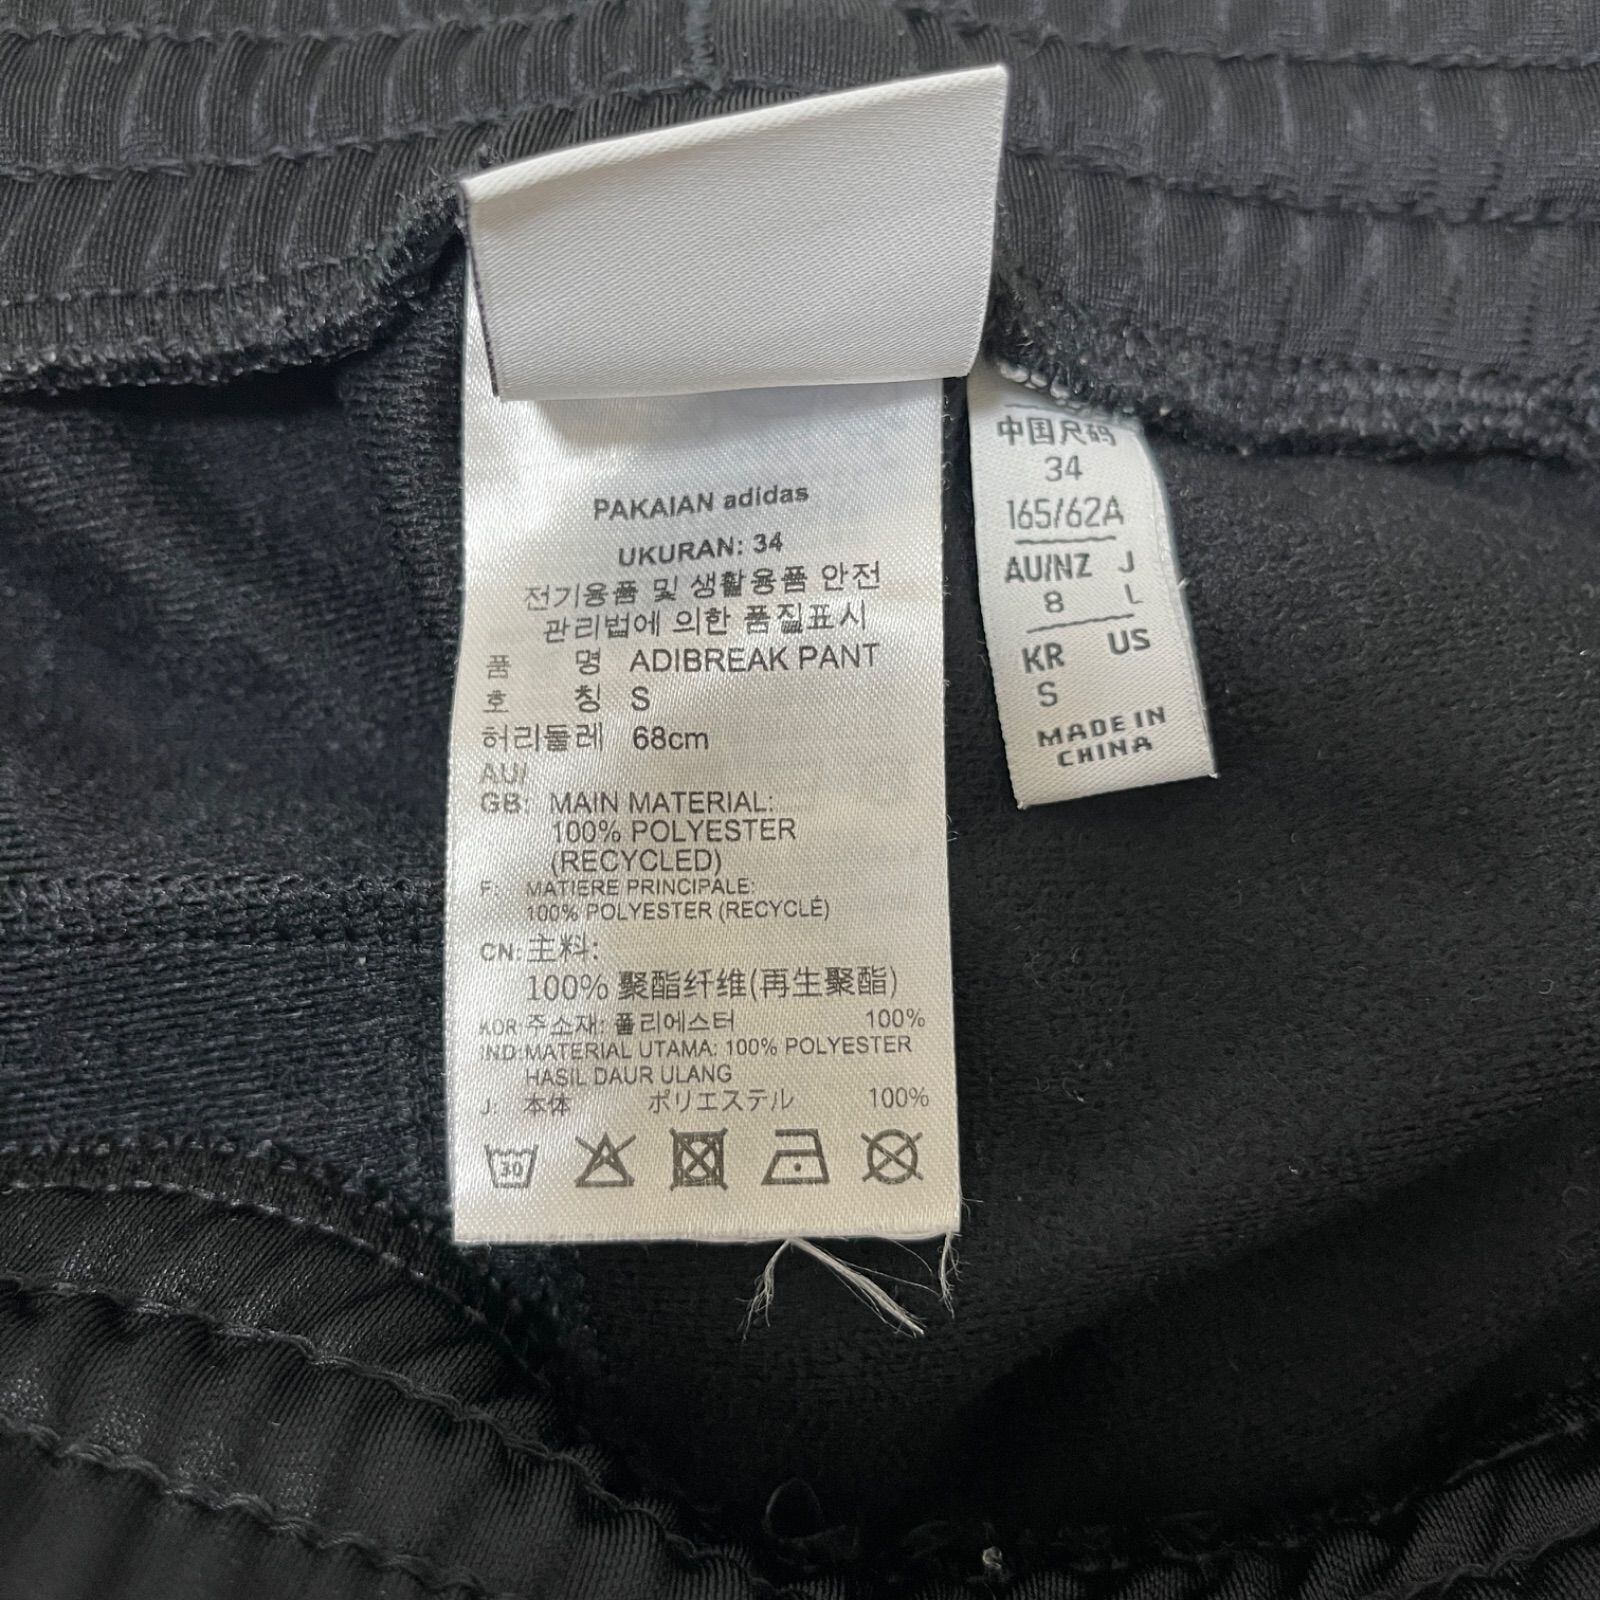 PAKAIAN adidas
UKURAN: 34
전기용품 및 생활용품 안전
관리법에 의한 품질표시
품 명 ADIBREAK PANT
호 칭 S
허리둘레 68cm
AU/
GB: MAIN MATERIAL:
100% POLYESTER
(RECYCLED)
F: MATIERE PRINCIPALE:
100% POLYESTER (RECYCLÉ)
CN: 主料:
100% 聚酯纤维(再生聚酯)
KOR: 주소재: 폴리에스터 100%
IND: MATERIAL UTAMA: 100% POLYESTER
HASIL DAUR ULANG
J: 本体 ポリエステル 100%
30
中国尺码
34
165/62A
AU/NZ J
8 L
KR US
S
MADE IN
CHINA